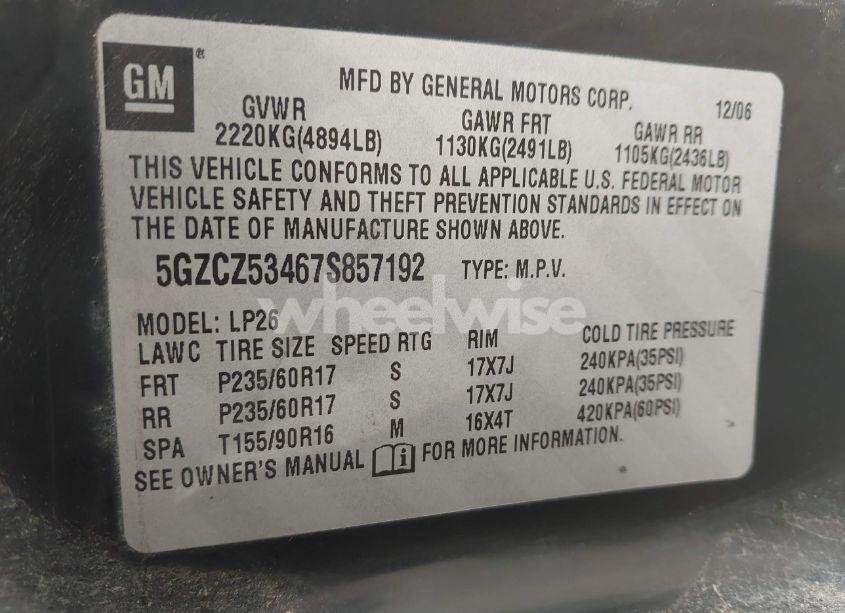 GM ®
MFD BY GENERAL MOTORS CORP. 12/06
GVWR GAWR FRT GAWR RR
2220KG(4894LB) 1130KG(2491LB) 1105KG(2436LB)
THIS VEHICLE CONFORMS TO ALL APPLICABLE U.S. FEDERAL MOTOR
VEHICLE SAFETY AND THEFT PREVENTION STANDARDS IN EFFECT ON
THE DATE OF MANUFACTURE SHOWN ABOVE.
5GZCZ53467S857192 TYPE: M.P.V.
wheelwise
MODEL: LP26
LAWC TIRE SIZE SPEED RTG RIM COLD TIRE PRESSURE
FRT P235/60R17 S 17X7J 240KPA(35PSI)
RR P235/60R17 S 17X7J 240KPA(35PSI)
SPA T155/90R16 M 16X4T 420KPA(60PSI)
SEE OWNER'S MANUAL i FOR MORE INFORMATION.